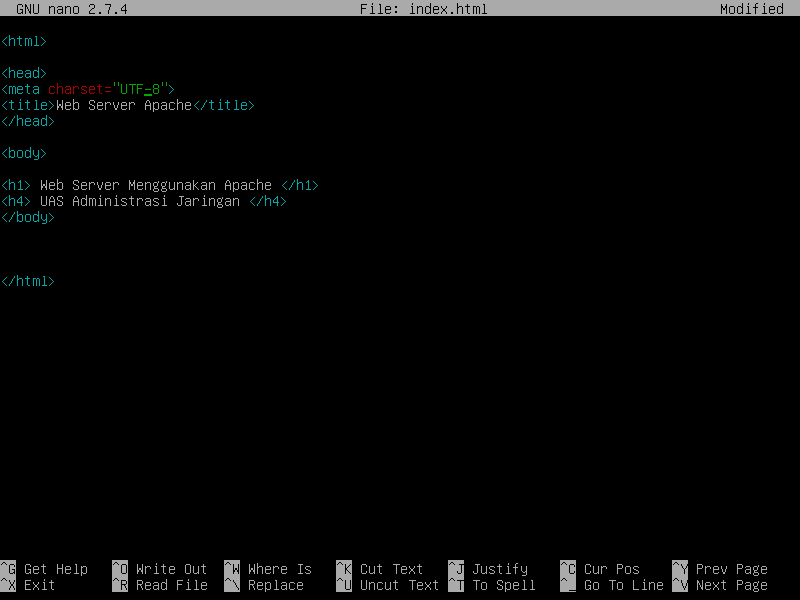 GNU nano 2.7.4 File: index.html Modified
<html>
<head>
<meta charset="UTF-8">
<title>Web Server Apache</title>
</head>
<body>
<h1> Web Server Menggunakan Apache </h1>
<h4> UAS Administrasi Jaringan </h4>
</body>
</html>
^G Get Help ^O Write Out ^W Where Is ^K Cut Text ^J Justify ^C Cur Pos ^Y Prev Page
^X Exit ^R Read File ^\ Replace ^U Uncut Text ^T To Spell ^_ Go To Line ^V Next Page